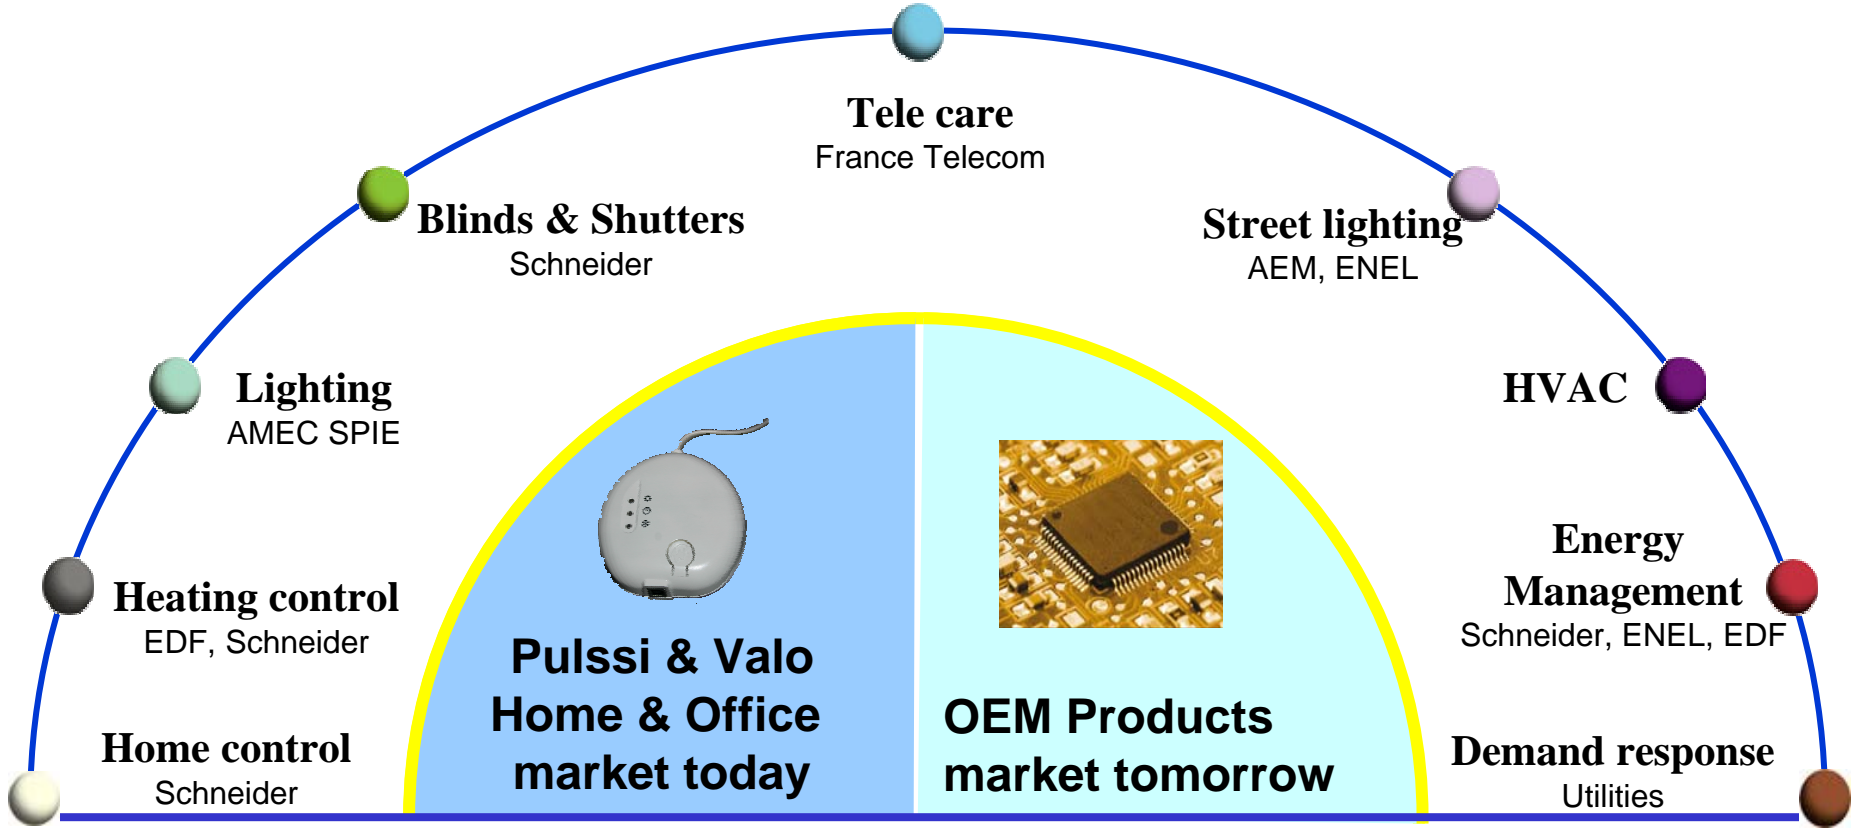 Tele care
France Telecom
Blinds & Shutters
Schneider
Street lighting
AEM, ENEL
Lighting
AMEC SPIE
HVAC
Heating control
EDF, Schneider
Energy
Management
Schneider, ENEL, EDF
Home control
Schneider
Pulssi & Valo
Home & Office
market today
OEM Products
market tomorrow
Demand response
Utilities